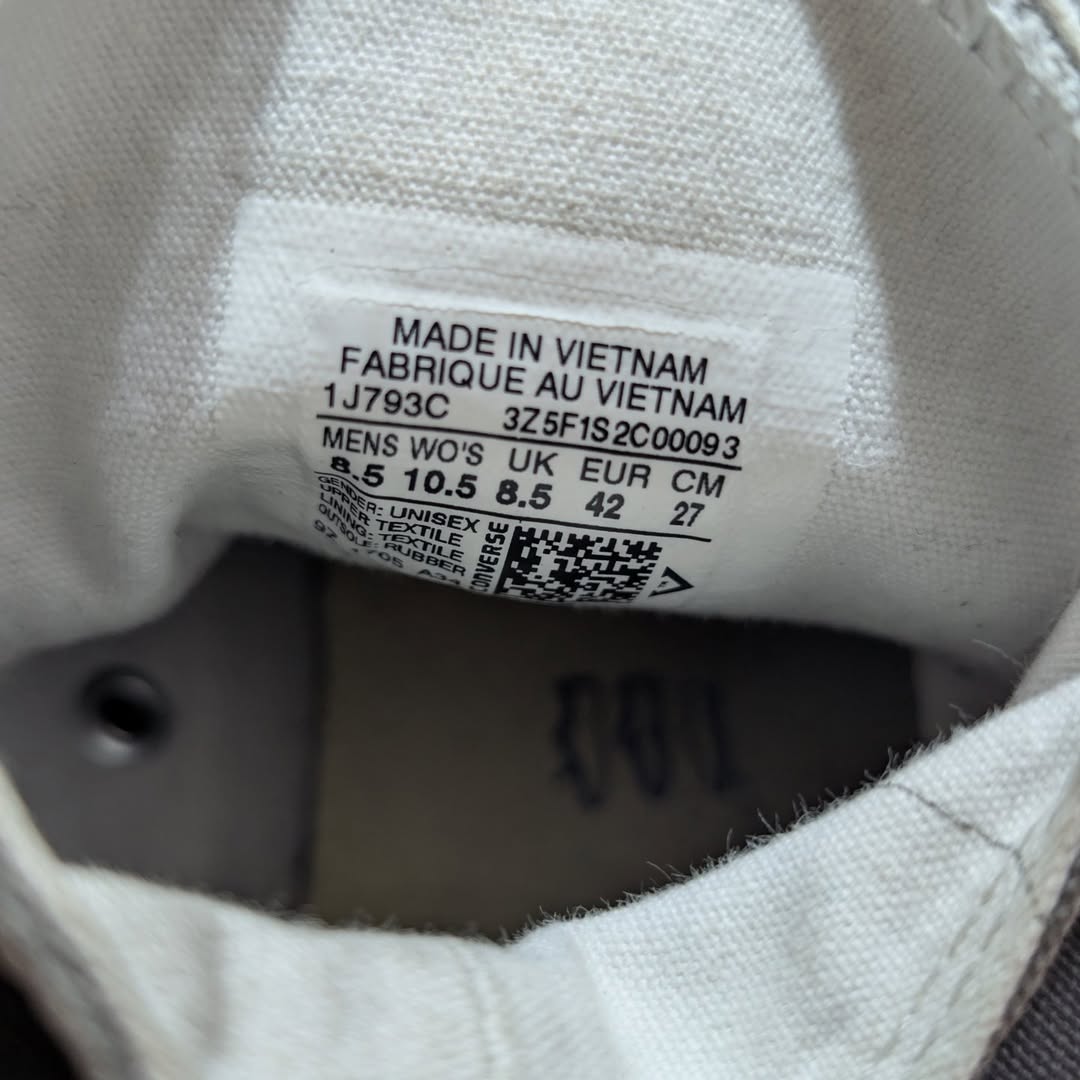 MADE IN VIETNAM
FABRIQUE AU VIETNAM
1J793C 3Z5F1S2C00093
MENS WO'S UK EUR CM
8.5 10.5 8.5 42 27
GENDER: UNISEX
UPPER: TEXTILE
LINING: TEXTILE
OUTSOLE: RUBBER
CONVERSE